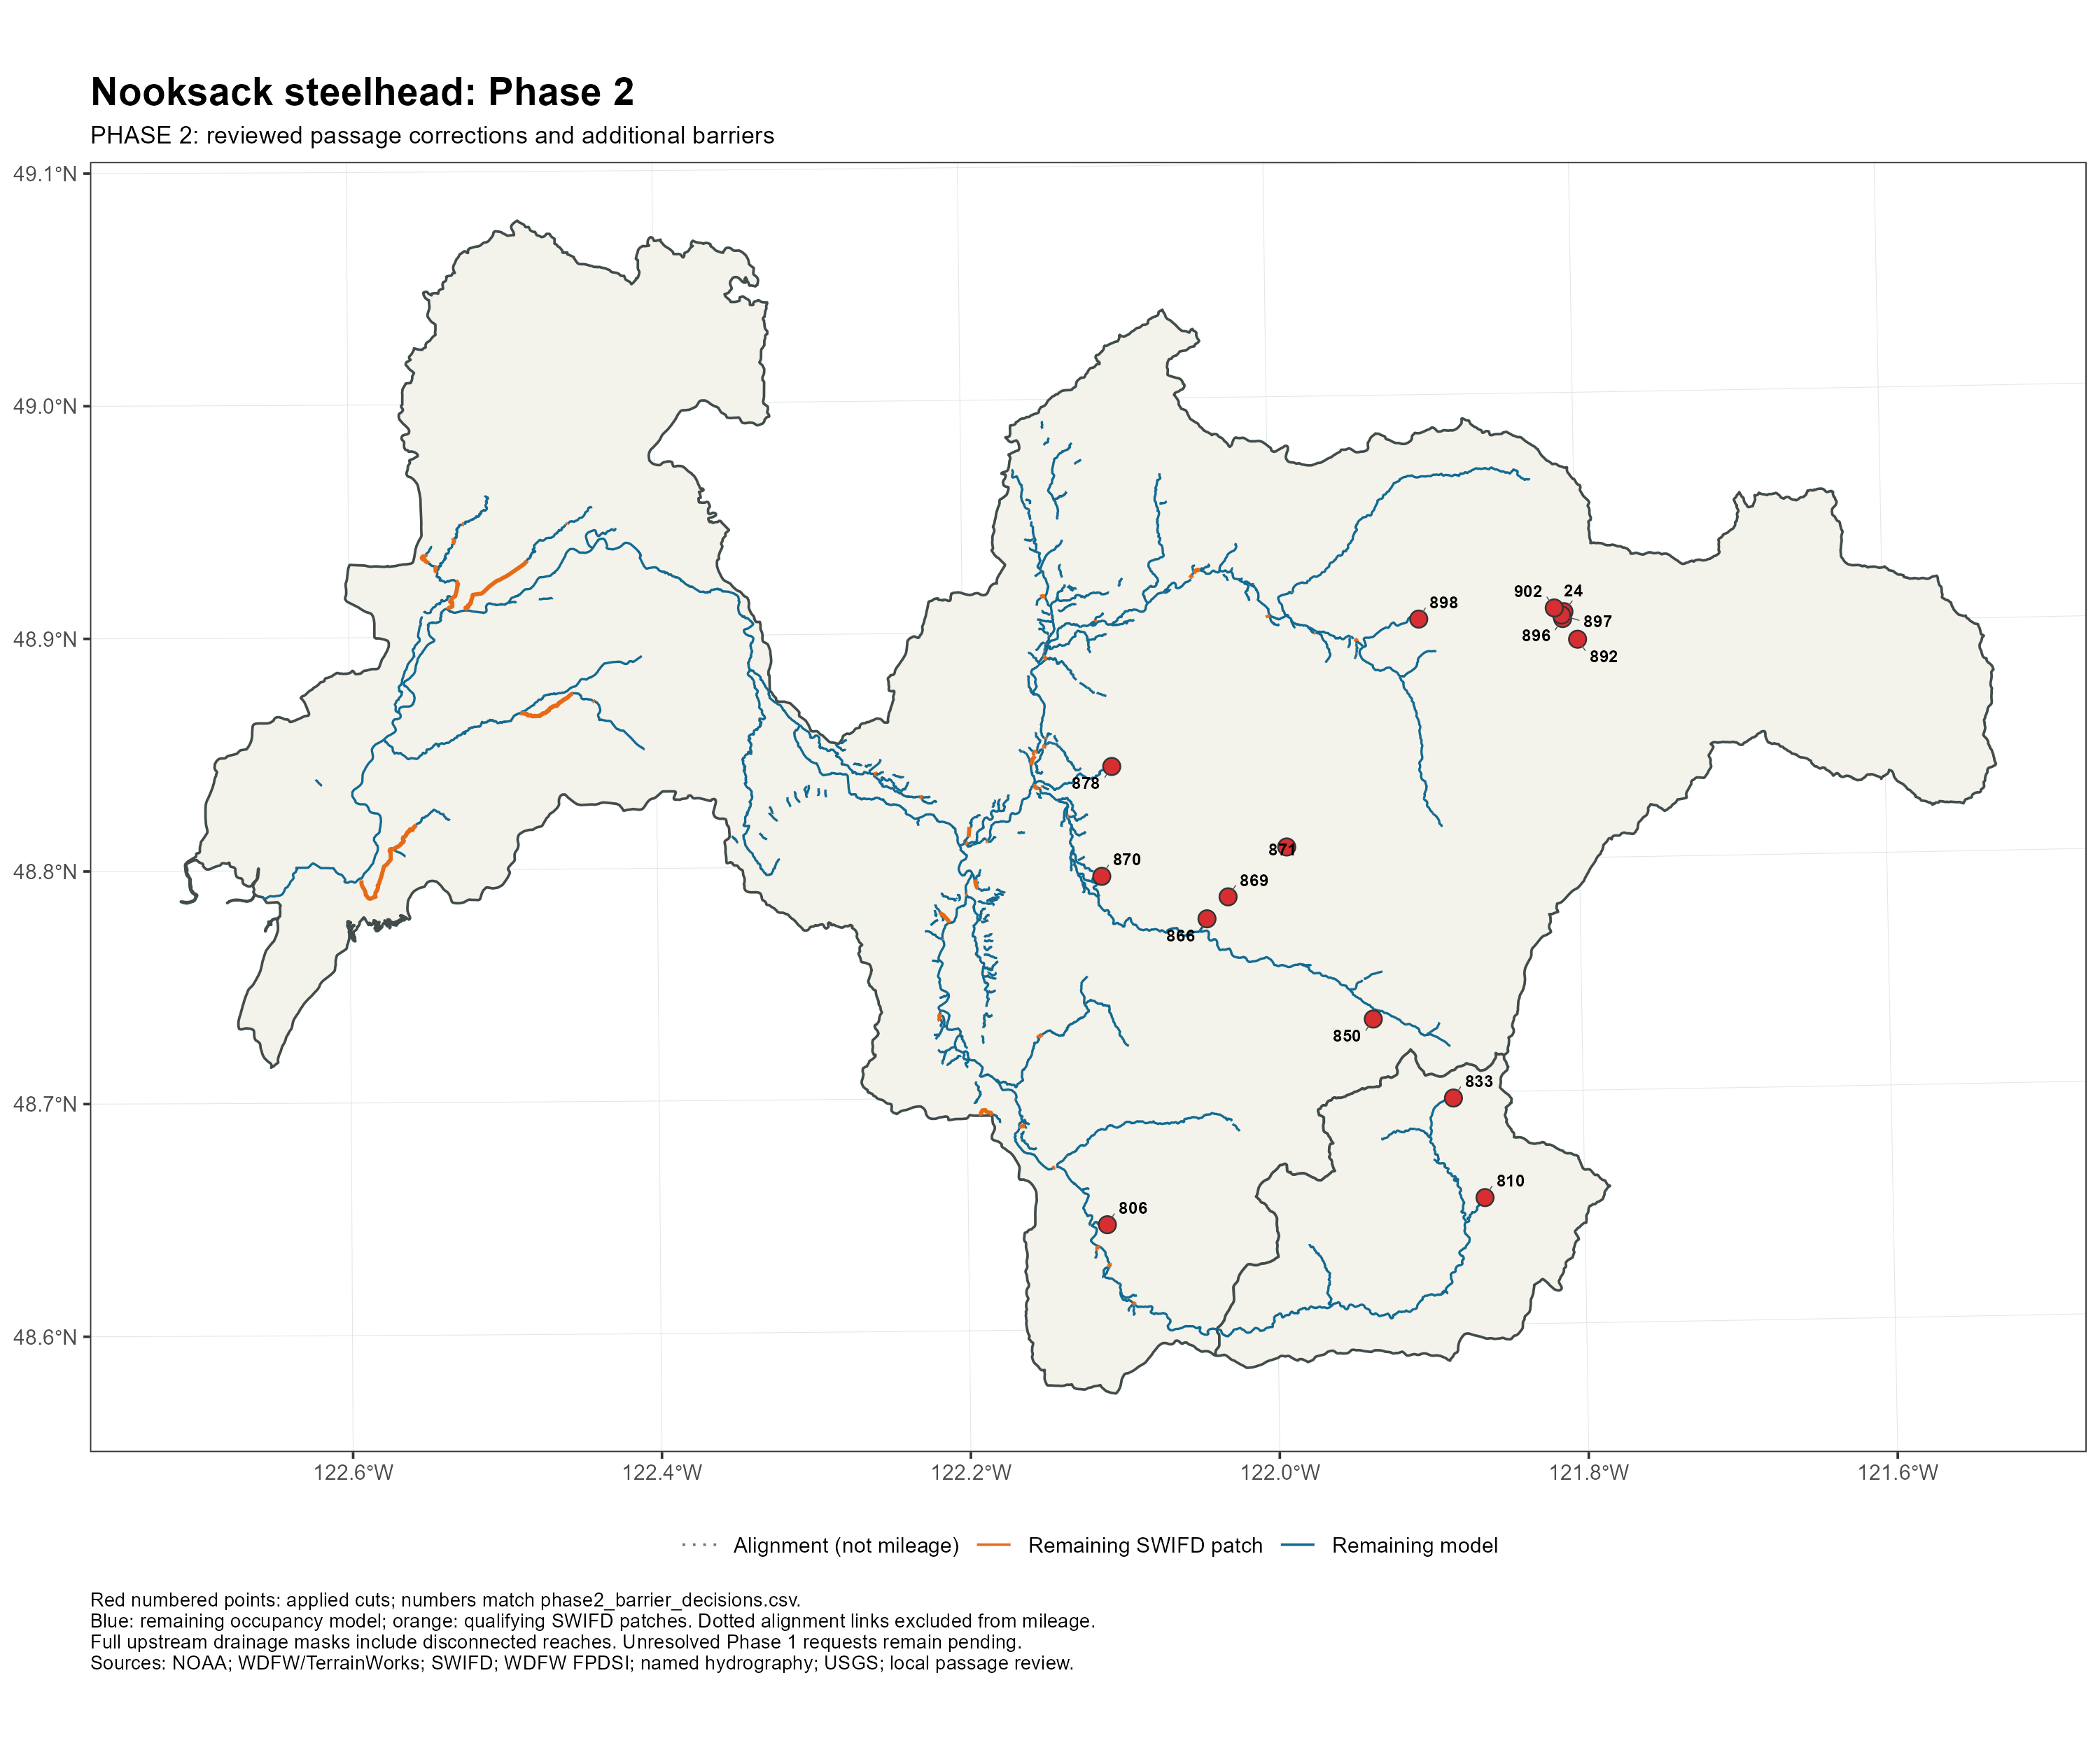 Nooksack steelhead: Phase 2
PHASE 2: reviewed passage corrections and additional barriers
49.1°N
49.0°N
48.9°N
48.8°N
48.7°N
48.6°N
902
24
898
897
896
892
878
871
870
869
866
850
833
810
806
122.6°W
122.4°W
122.2°W
122.0°W
121.8°W
121.6°W
Alignment (not mileage)
Remaining SWIFD patch
Remaining model
Red numbered points: applied cuts; numbers match phase2_barrier_decisions.csv.
Blue: remaining occupancy model; orange: qualifying SWIFD patches. Dotted alignment links excluded from mileage.
Full upstream drainage masks include disconnected reaches. Unresolved Phase 1 requests remain pending.
Sources: NOAA; WDFW/TerrainWorks; SWIFD; WDFW FPDSI; named hydrography; USGS; local passage review.